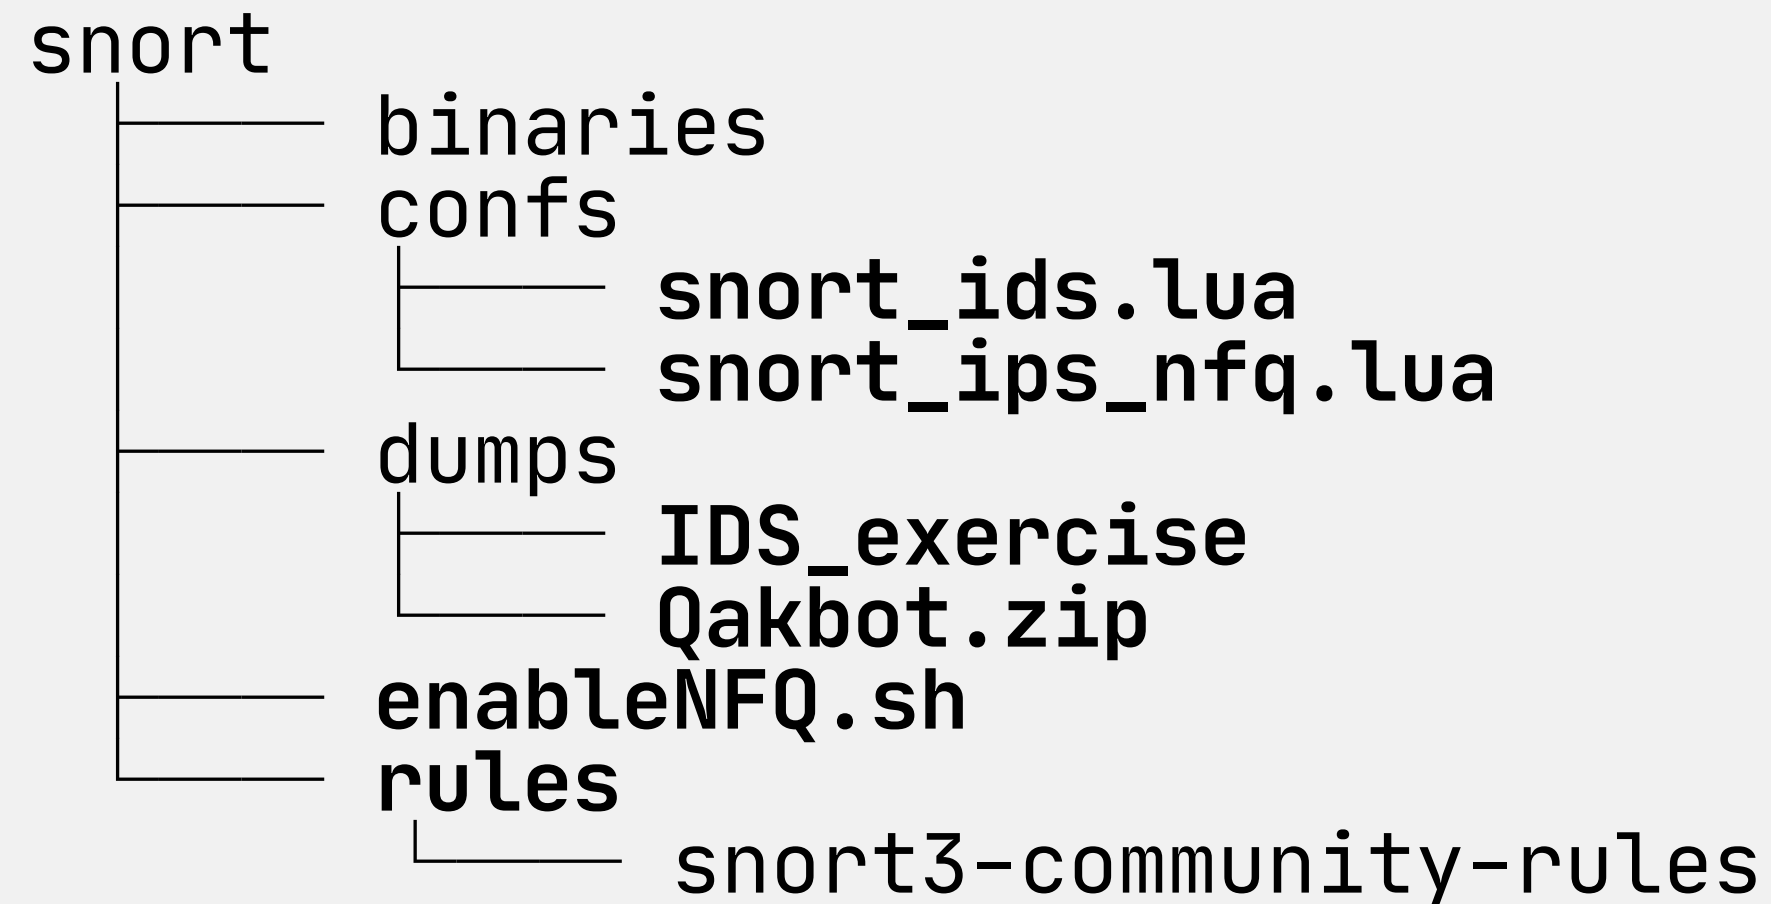 snort
binaries
confs
snort_ids.lua
snort_ips_nfq.lua
dumps
IDS_exercise
Qakbot.zip
enableNFQ.sh
rules
snort3-community-rules